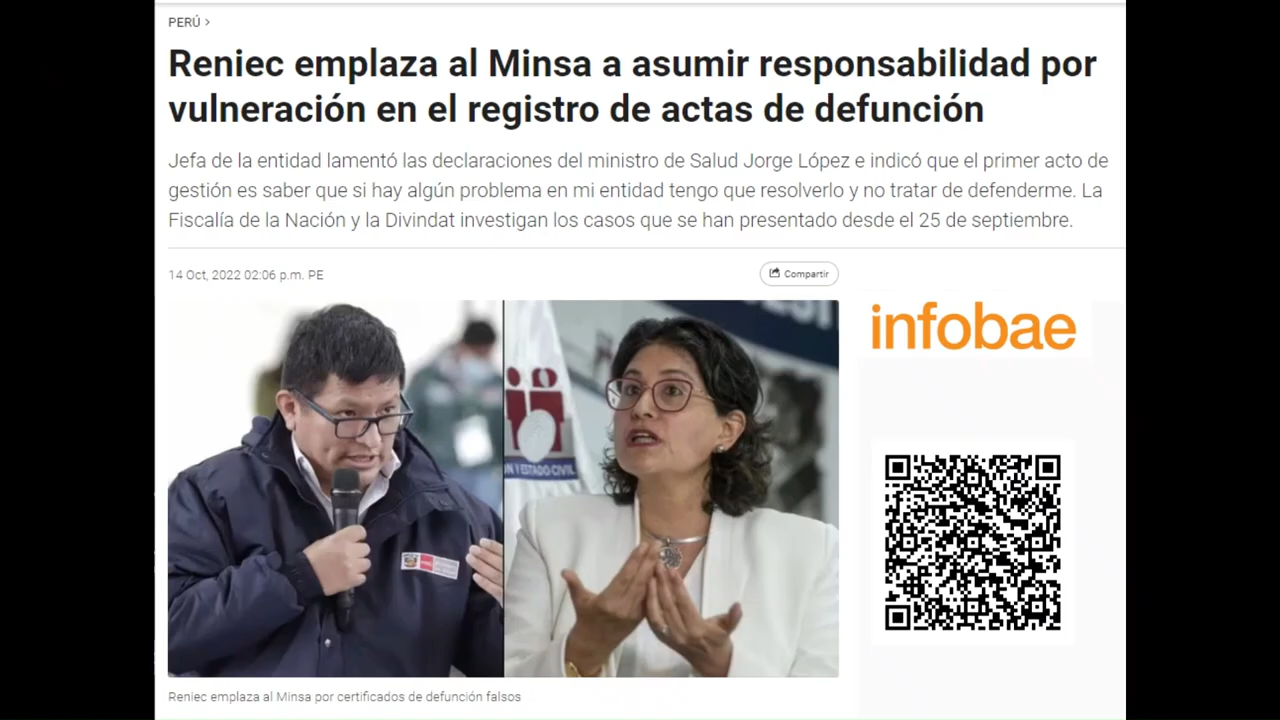 PERÚ >
Reniec emplaza al Minsa a asumir responsabilidad por
vulneración en el registro de actas de defunción
Jefa de la entidad lamentó las declaraciones del ministro de Salud Jorge López e indicó que el primer acto de
gestión es saber que si hay algún problema en mi entidad tengo que resolverlo y no tratar de defenderme. La
Fiscalía de la Nación y la Divindat investigan los casos que se han presentado desde el 25 de septiembre.
14 Oct, 2022 02:06 p.m. PE
Compartir
infobae
N Y ESTADO CIVIL
Reniec emplaza al Minsa por certificados de defunción falsos